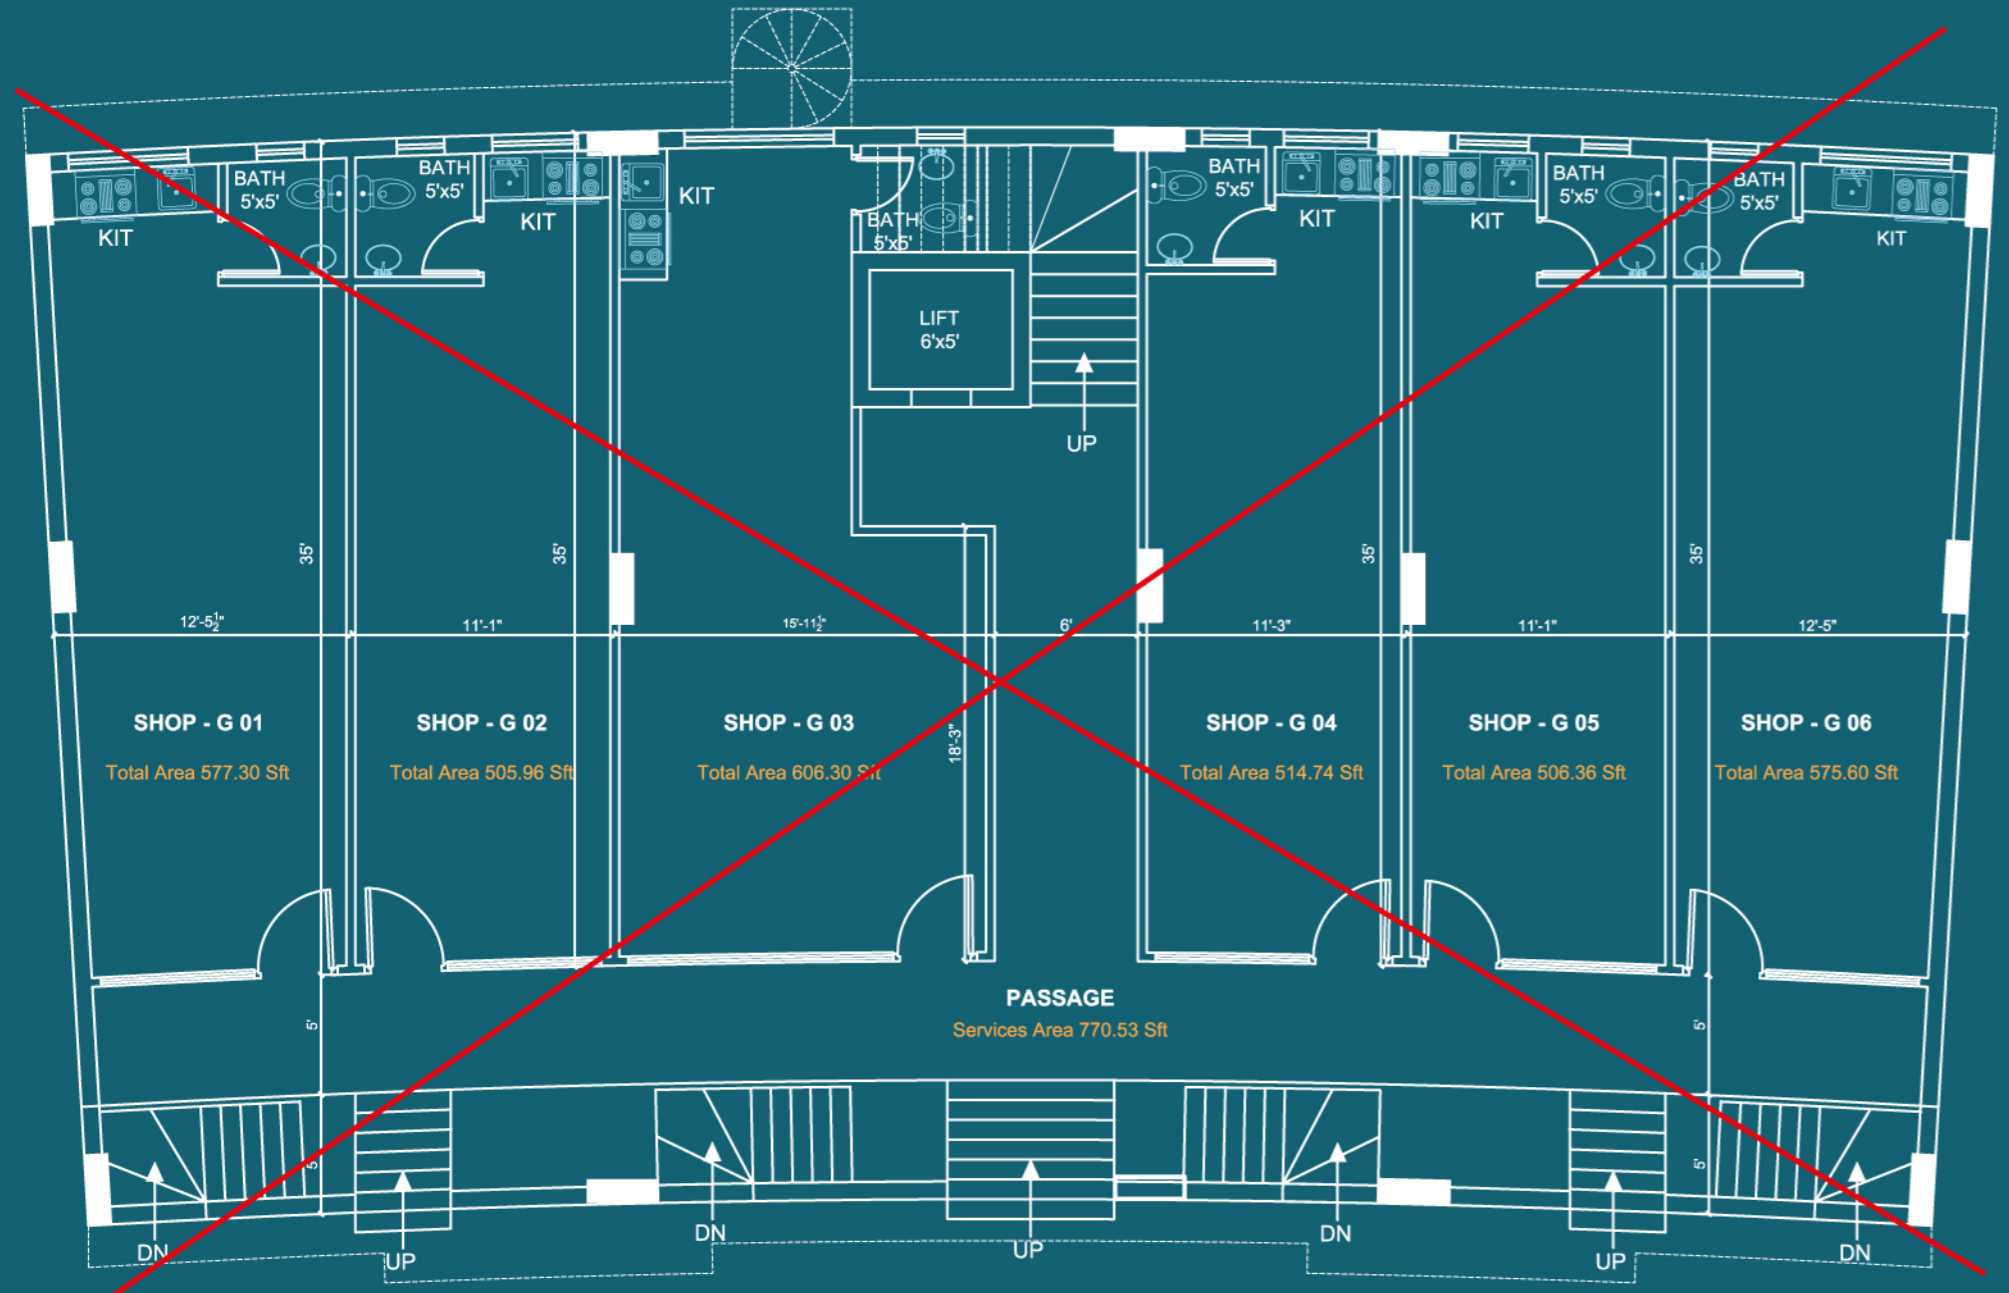 BATH
5'x5'
KIT
BATH
5'x5'
KIT
KIT
BATH
5'x5'
BATH
5'x5'
KIT
KIT
BATH
5'x5'
BATH
5'x5'
KIT
LIFT
6'x5'
UP
35'
35'
35'
35'
12'-5½"
11'-1"
15'-11½"
6'
11'-3"
11'-1"
12'-5"
18'-3"
SHOP - G 01
Total Area 577.30 Sft
SHOP - G 02
Total Area 505.96 Sft
SHOP - G 03
Total Area 606.30 Sft
SHOP - G 04
Total Area 514.74 Sft
SHOP - G 05
Total Area 506.36 Sft
SHOP - G 06
Total Area 575.60 Sft
PASSAGE
Services Area 770.53 Sft
5'
5'
5'
5'
DN
UP
DN
UP
DN
UP
DN